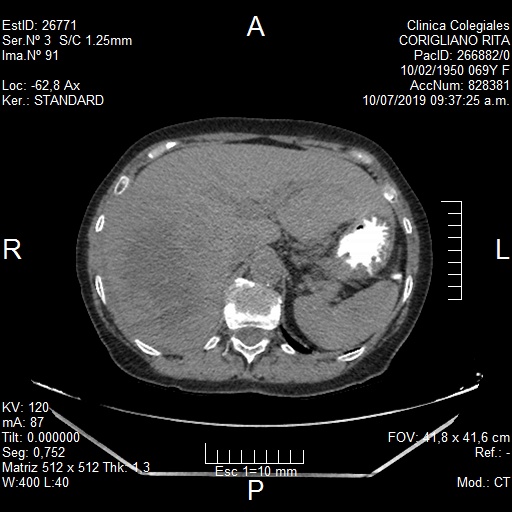 EstID: 26771
Ser.Nº 3 S/C 1.25mm
Ima.Nº 91
Loc: -62,8 Ax
Ker.: STANDARD
A
Clinica Colegiales
CORIGLIANO RITA
PacID: 266882/0
10/02/1950 069Y F
AccNum: 828381
10/07/2019 09:37:25 a.m.
R
L
KV: 120
mA: 87
Tilt: 0.000000
Seg: 0,752
Matriz 512 x 512 Thk: 1.3
W:400 L:40
Esc 1=10 mm
P
FOV: 41,8 x 41,6 cm
Ref.: -
Mod.: CT